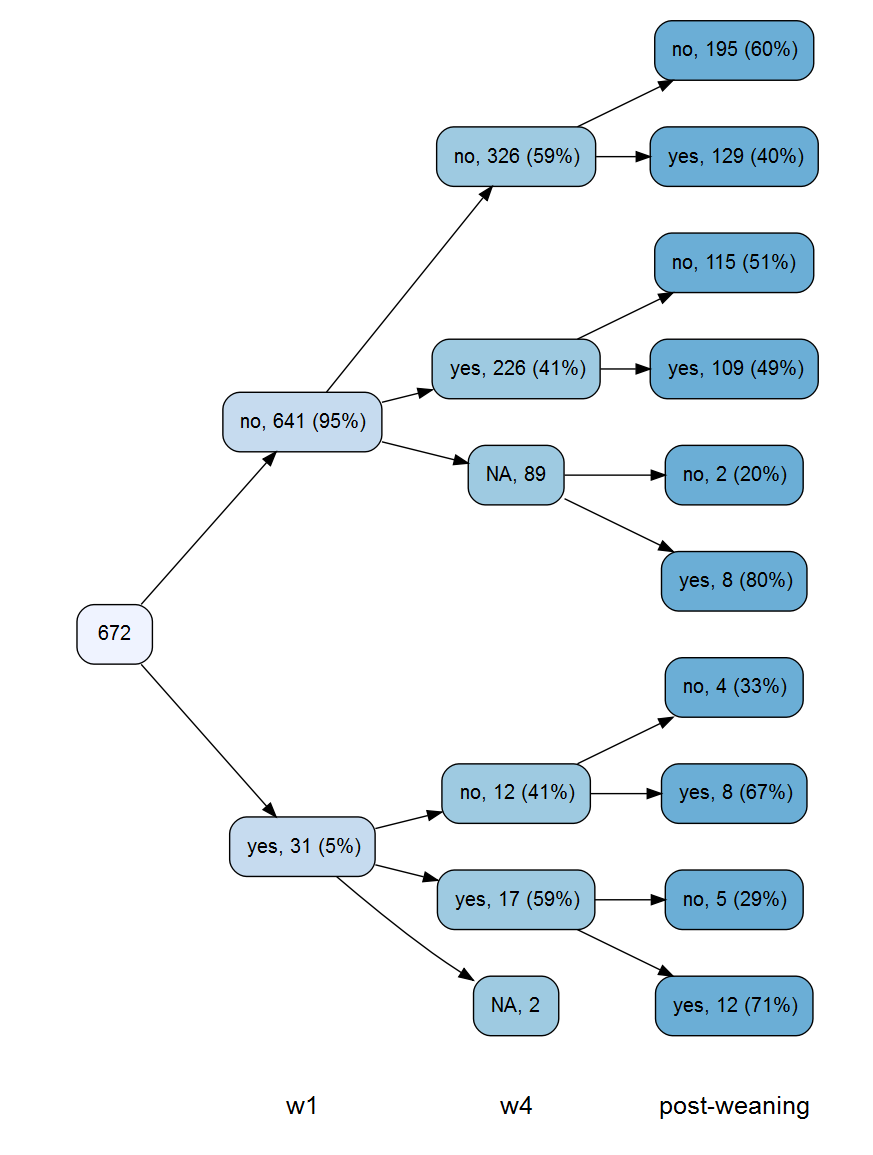 no, 195 (60%)
no, 326 (59%)
yes, 129 (40%)
no, 115 (51%)
yes, 226 (41%)
yes, 109 (49%)
no, 641 (95%)
NA, 89
no, 2 (20%)
yes, 8 (80%)
672
no, 4 (33%)
no, 12 (41%)
yes, 8 (67%)
yes, 31 (5%)
yes, 17 (59%)
no, 5 (29%)
NA, 2
yes, 12 (71%)
w1
w4
post-weaning